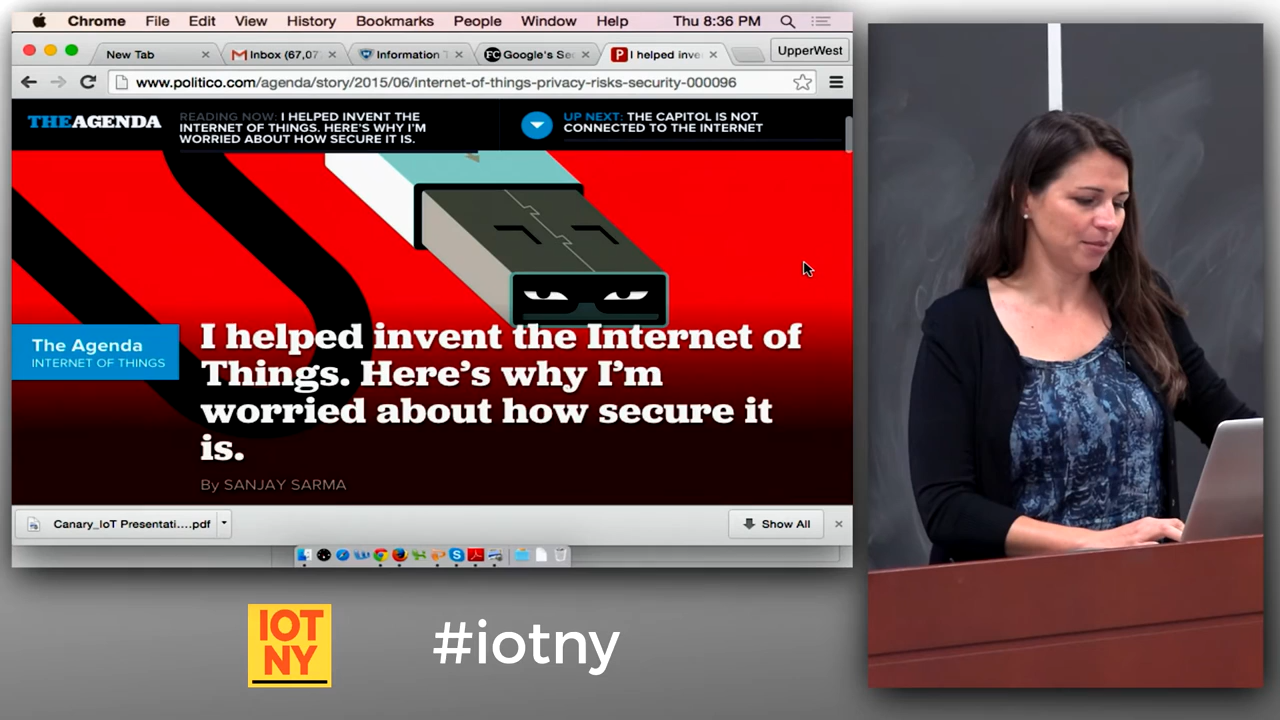 Chrome File Edit View History Bookmarks People Window Help Thu 8:36 PM
New Tab Inbox (67,07 Information T Google's Sec I helped inve UpperWest
www.politico.com/agenda/story/2015/06/internet-of-things-privacy-risks-security-000096
THEAGENDA
READING NOW: I HELPED INVENT THE
INTERNET OF THINGS. HERE'S WHY I'M
WORRIED ABOUT HOW SECURE IT IS.
UP NEXT: THE CAPITOL IS NOT
CONNECTED TO THE INTERNET
The Agenda
INTERNET OF THINGS
I helped invent the Internet of
Things. Here's why I'm
worried about how secure it
is.
By SANJAY SARMA
Canary_IoT Presentati....pdf
Show All
IOT
NY
#iotny